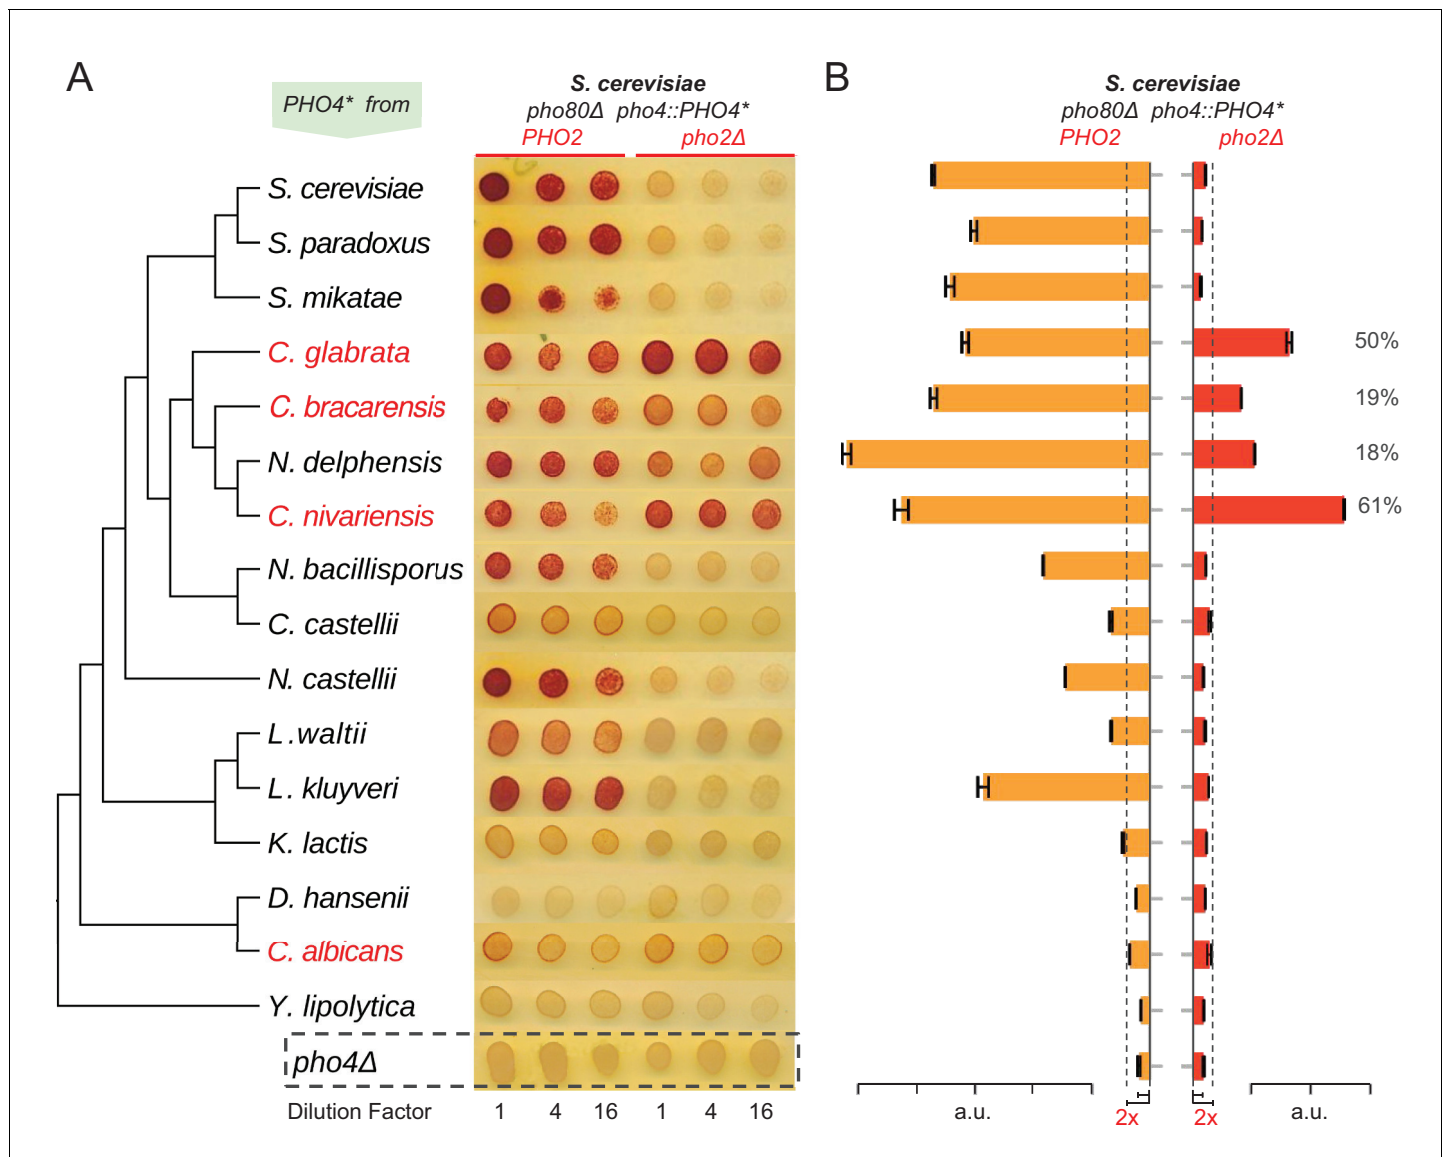 A
PHO4* from
S. cerevisiae
pho80Δ pho4::PHO4*
PHO2 pho2Δ
S. cerevisiae
S. paradoxus
S. mikatae
C. glabrata
C. bracarensis
N. delphensis
C. nivariensis
N. bacillisporus
C. castellii
N. castellii
L.waltii
L. kluyveri
K. lactis
D. hansenii
C. albicans
Y. lipolytica
pho4Δ
Dilution Factor 1 4 16 1 4 16
B
S. cerevisiae
pho80Δ pho4::PHO4*
PHO2 pho2Δ
50%
19%
18%
61%
a.u. 2x 2x a.u.